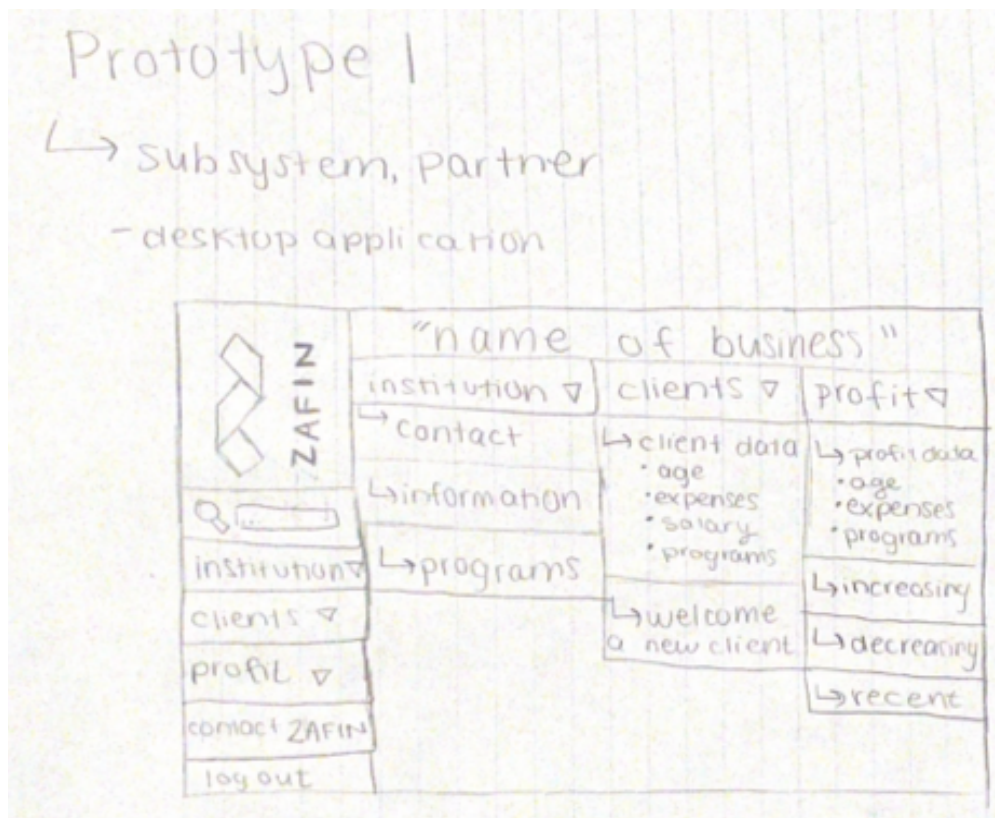 Prototype 1
subsystem, partner
- desktop application
ZAFIN
"name of business"
institution
contact
information
programs
clients
client data
• age
• expenses
• salary
• programs
welcome
a new client
profit
profit data
• age
• expenses
• programs
increasing
decreasing
recent
institution
clients
profit
contact ZAFIN
log out